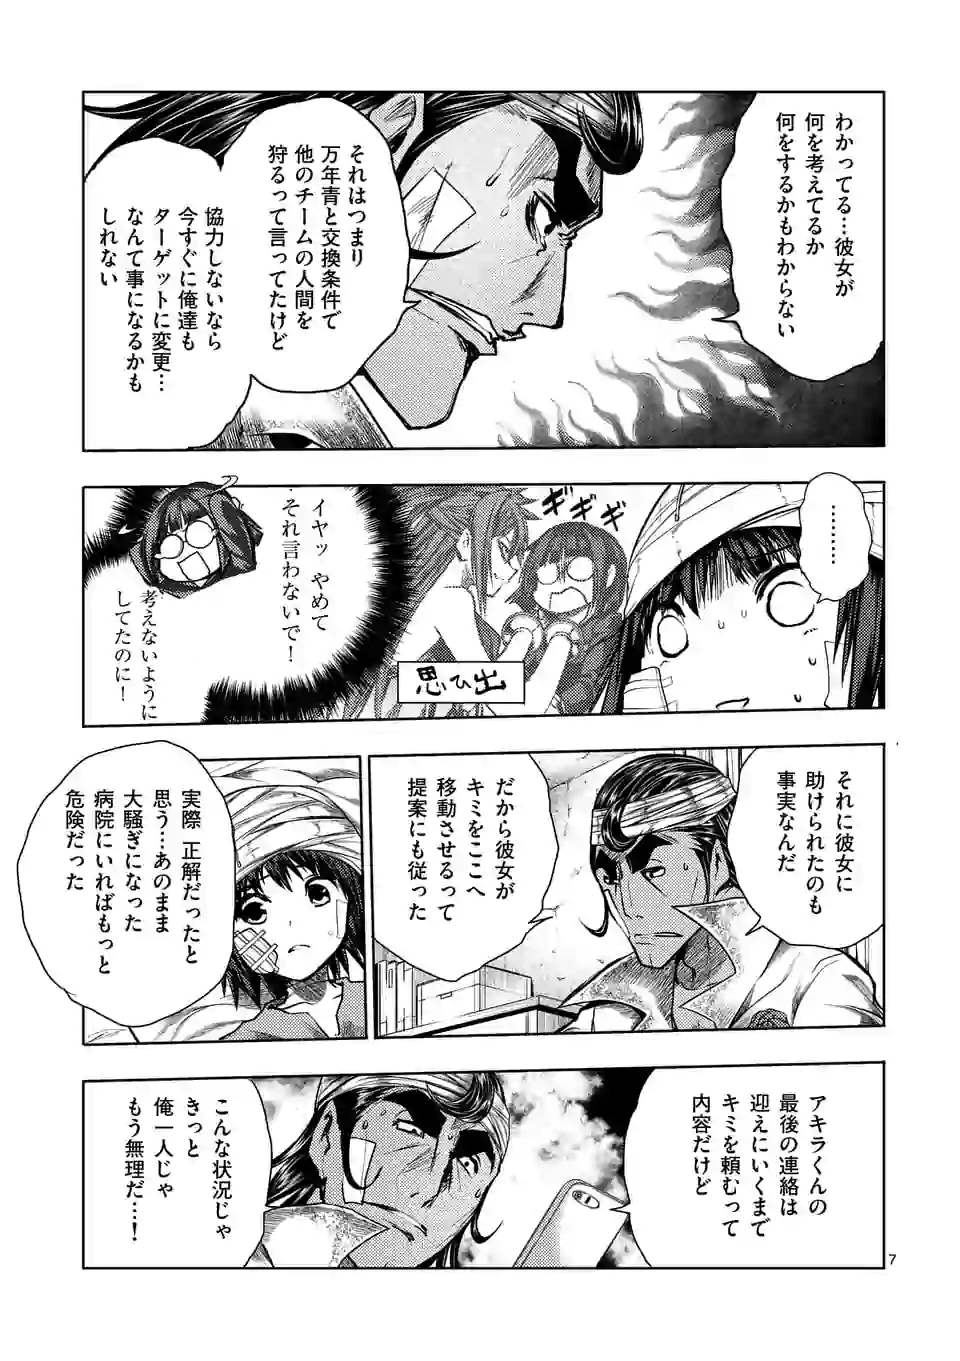 わかってる…彼女が
何を考えてるか
何をするかもわからない
それはつまり
万年青と交換条件で
他のチームの人間を
狩るって言ってたけど
協力しないなら
今すぐに俺達も
ターゲットに変更…
なんて事になるかも
しれない
………
ギギギギ
思ひ出
イヤッ やめて
それ言わないで！
考えないように
してたのに！
それに彼女に
助けられたのも
事実なんだ
だから彼女が
キミをここへ
移動させるって
提案にも従った
実際 正解だったと
思う…あのまま
大騒ぎになった
病院にいればもっと
危険だった
アキラくんの
最後の連絡は
迎えにいくまで
キミを頼むって
内容だけど
こんな状況じゃ
きっと
俺一人じゃ
もう無理だ…！
7